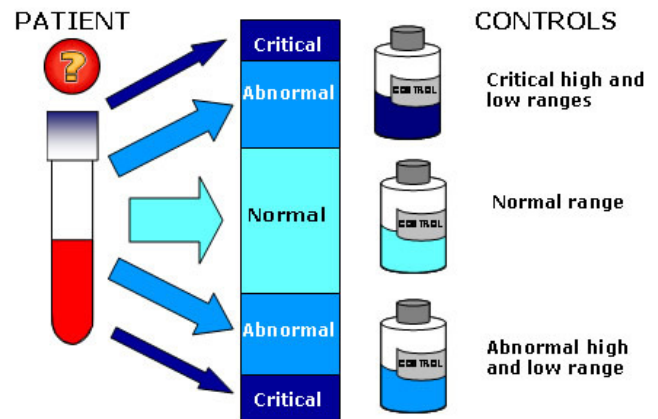 PATIENT
CONTROLS
?
Critical
Abnormal
Normal
Abnormal
Critical
CONTROL
Critical high and
low ranges
CONTROL
Normal range
CONTROL
Abnormal high
and low range